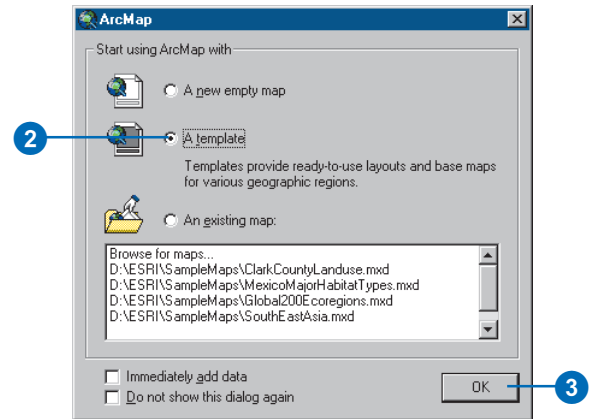 ArcMap
Start using ArcMap with
A new empty map
2
A template
Templates provide ready-to-use layouts and base maps
for various geographic regions.
An existing map:
Browse for maps...
D:\ESRI\SampleMaps\ClarkCountyLanduse.mxd
D:\ESRI\SampleMaps\MexicoMajorHabitatTypes.mxd
D:\ESRI\SampleMaps\Global200Ecoregions.mxd
D:\ESRI\SampleMaps\SouthEastAsia.mxd
Immediately add data
Do not show this dialog again
OK
3